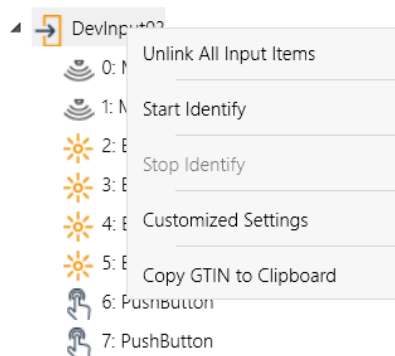 DevInput02
Unlink All Input Items
0:
1:
Start Identify
2:
Stop Identify
3:
4:
Customized Settings
5:
Copy GTIN to Clipboard
6: PushButton
7: PushButton